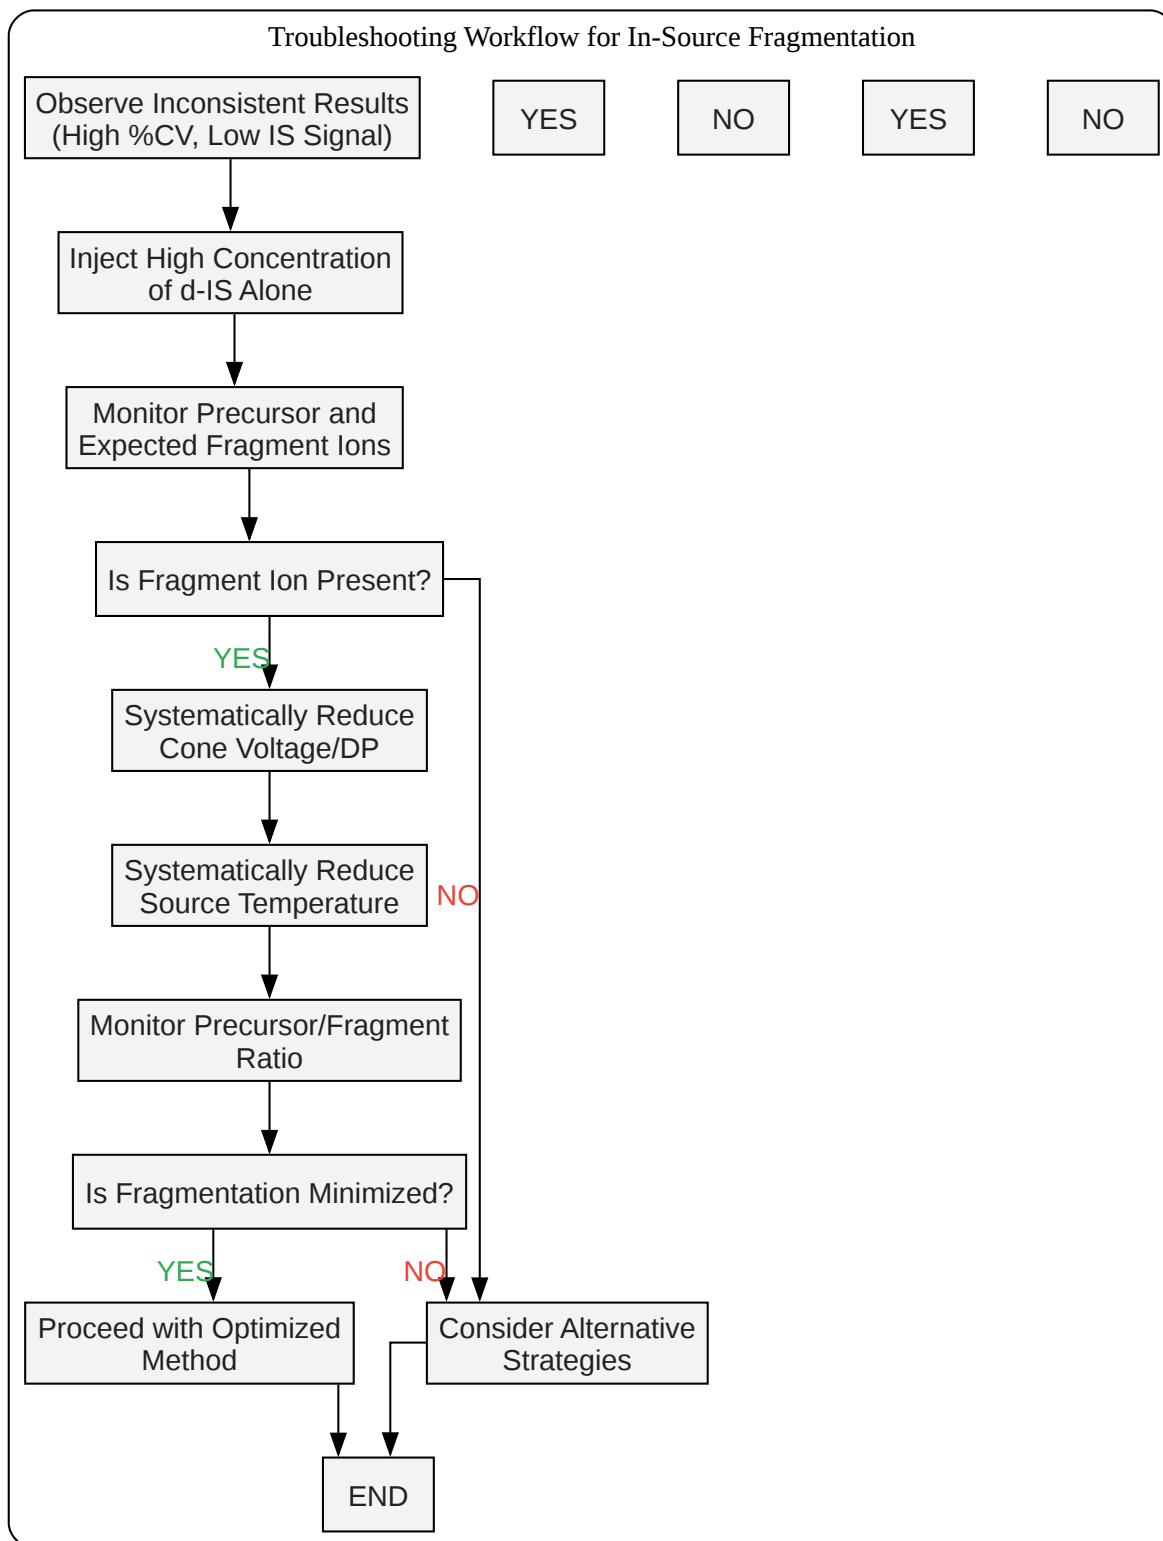 Troubleshooting Workflow for In-Source Fragmentation
Observe Inconsistent Results
(High %CV, Low IS Signal)
YES
NO
YES
NO
Inject High Concentration
of d-IS Alone
Monitor Precursor and
Expected Fragment Ions
Is Fragment Ion Present?
YES
Systematically Reduce
Cone Voltage/DP
Systematically Reduce
Source Temperature
NO
Monitor Precursor/Fragment
Ratio
Is Fragmentation Minimized?
YES
NO
Proceed with Optimized
Method
Consider Alternative
Strategies
END